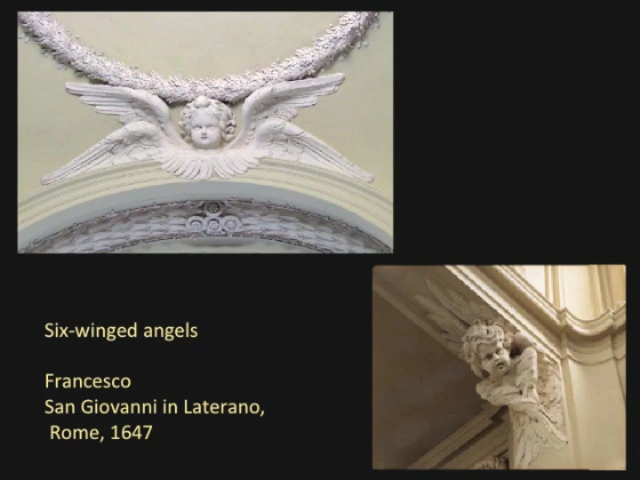 Six-winged angels
Francesco
San Giovanni in Laterano,
Rome, 1647